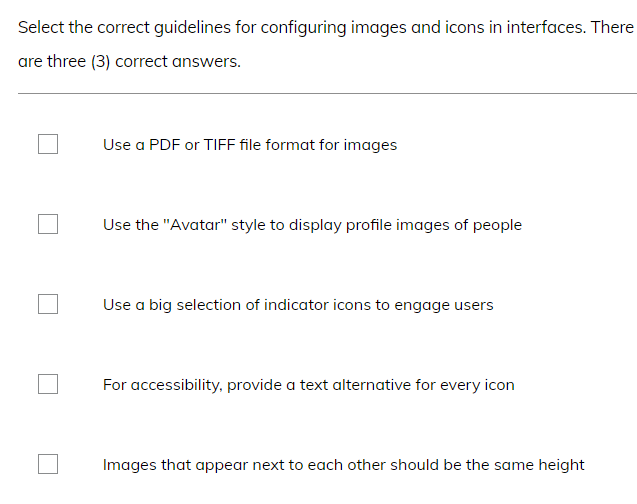 Select the correct guidelines for configuring images and icons in interfaces. There
are three (3) correct answers.
Use a PDF or TIFF file format for images
Use the "Avatar" style to display profile images of people
Use a big selection of indicator icons to engage users
For accessibility, provide a text alternative for every icon
Images that appear next to each other should be the same height